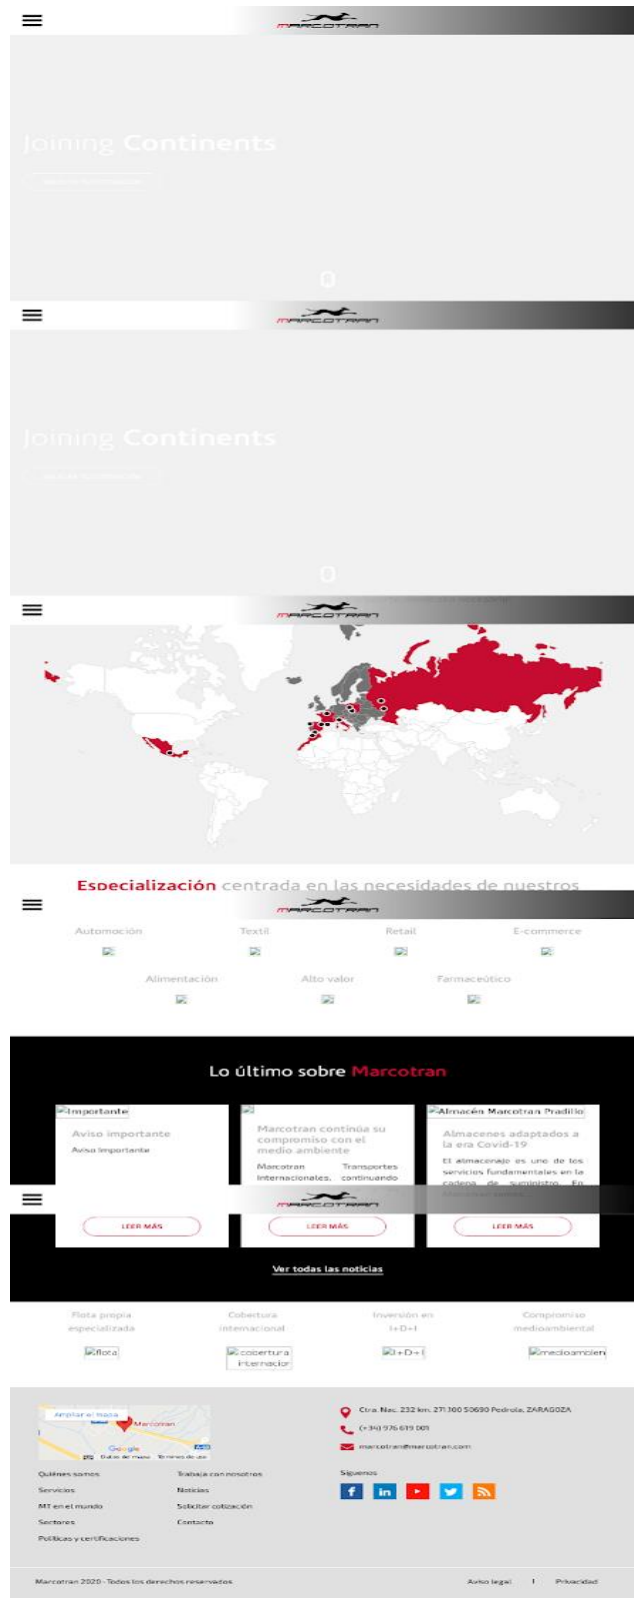 MARCOTRAN
Joining Continents
MARCOTRAN
Joining Continents
MARCOTRAN
Especialización centrada en las necesidades de nuestros
MARCOTRAN
Automoción Textil Retail E-commerce
Alimentación Alto valor Farmaceútico
Lo último sobre Marcotran
Importante
Aviso importante
Aviso Importante
Marcotran continúa su
compromiso con el
medio ambiente
Marcotran Transportes
Internacionales, continuando
Almacén Marcotran Pradillo
Almacenes adaptados a
la era Covid-19
El almacenaje es uno de los
servicios fundamentales en la
cadena de suministro. En
MARCOTRAN
LEER MÁS LEER MÁS LEER MÁS
Ver todas las noticias
Flota propia
especializada
Cobertura
internacional
Inversión en
I+D+I
Compromiso
medioambiental
flota
cobertura
internacior
I+D+I
medioambien
Ampliar el mapa
Marcotran
Google
Datos del mapa Términos de uso
Ctra. Nac. 232 km. 271.300 50690 Pedrola, ZARAGOZA
(+34) 976 619 001
marcotran@marcotran.com
Quiénes somos
Servicios
MT en el mundo
Sectores
Políticas y certificaciones
Trabaja con nosotros
Noticias
Solicitar cotización
Contacto
Síguenos
Marcotran 2020 - Todos los derechos reservados
Aviso legal | Privacidad